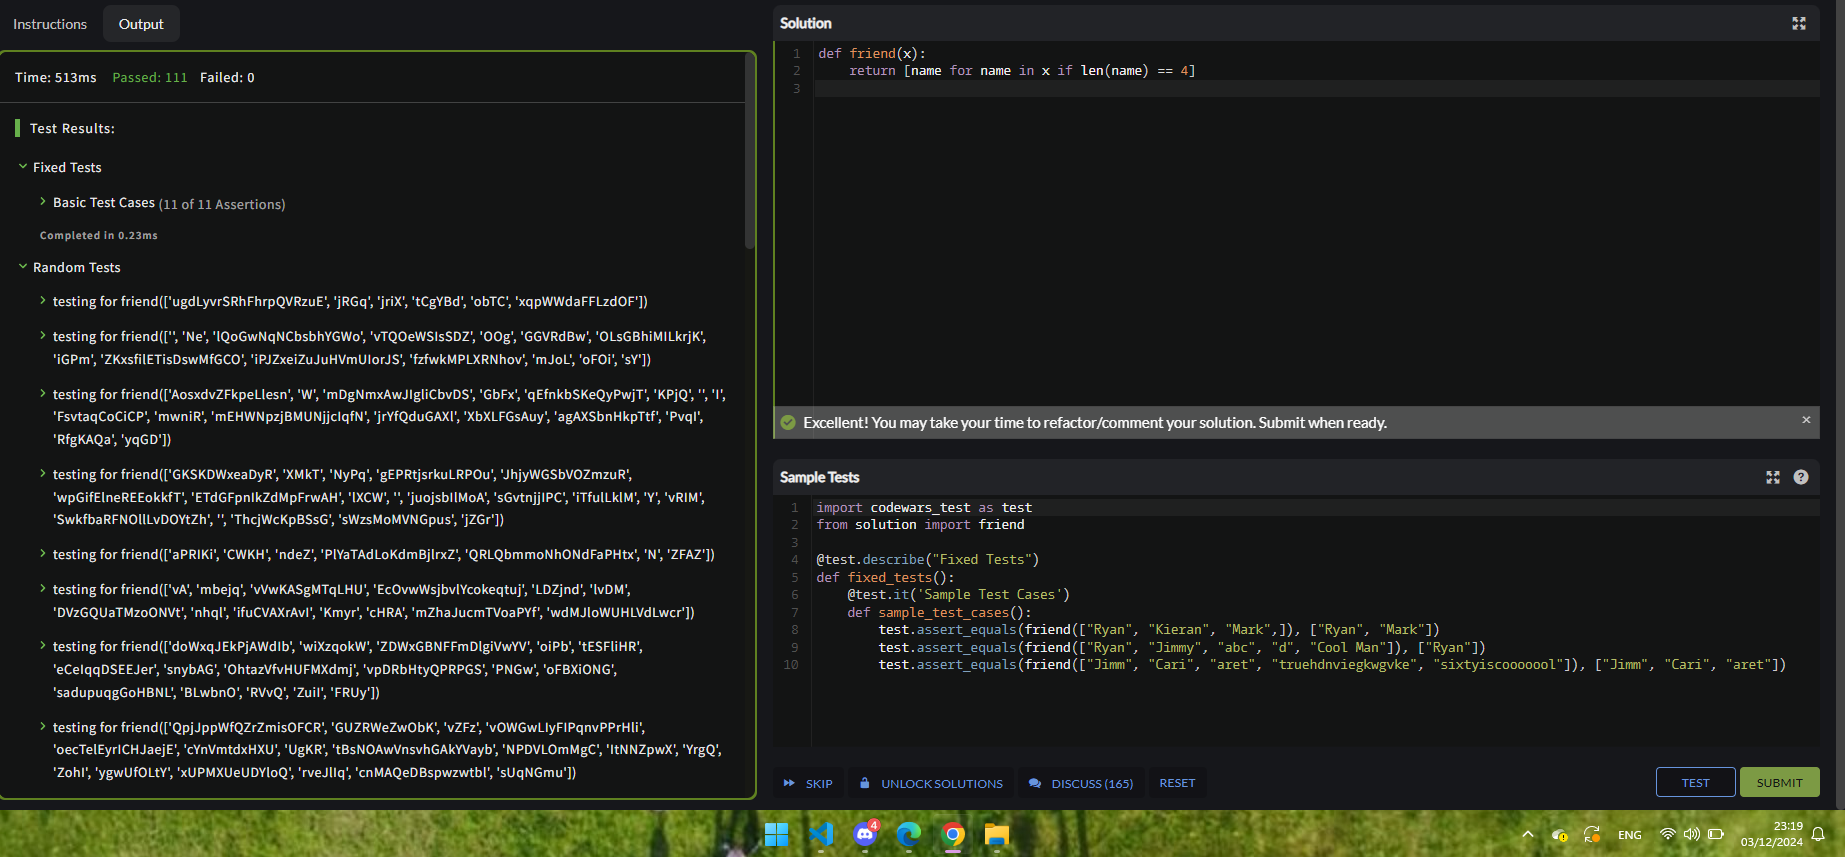 Instructions
Output
Time: 513ms Passed: 111 Failed: 0
Test Results:
Fixed Tests
Basic Test Cases (11 of 11 Assertions)
Completed in 0.23ms
Random Tests
testing for friend(['ugdLyvrSRhFhrpQVRzuE', 'jRGq', 'jriX', 'tCgYBd', 'obTC', 'xqpWWdaFFLzdOF'])
testing for friend(['', 'Ne', 'lQoGwNqNCbsbhYGWo', 'vTQOeWSIsSDZ', 'OOg', 'GGVRdBw', 'OLsGBhiMILkrjK',
'iGPm', 'ZKxsfilETisDswMfGCO', 'iPJZxeiZuJuHVmUIorJS', 'fzfwkMPLXRNhov', 'mJoL', 'oFOi', 'sY'])
testing for friend(['AosxdvZFkpeLlesn', 'W', 'mDgNmxAwJIgliCbvDS', 'GbFx', 'qEfnkbSKeQyPwjT', 'KPjQ', '', 'I',
'FsvtaqCoCiCP', 'mwniR', 'mEHWNpzjBMUNjjcIqfN', 'jrYfQduGAXl', 'XbXLFGsAuy', 'agAXSbnHkpTtf', 'PvqI',
'RfgKAQa', 'yqGD'])
testing for friend(['GKSKDWxeaDyR', 'XMkT', 'NyPq', 'gEPRtjsrkuLRPOu', 'JhjyWGSbVOZmzuR',
'wpGifElneREEokkfT', 'ETdGFpnIkZdMpFrwAH', 'lXCW', '', 'juojsbIlMoA', 'sGvtnjjIPC', 'iTfulLklM', 'Y', 'vRIM',
'SwkfbaRFNOllLvDOYtZh', '', 'ThcjWcKpBSsG', 'sWzsMoMVNGpus', 'jZGr'])
testing for friend(['aPRIKi', 'CWKH', 'ndeZ', 'PlYaTAdLoKdmBjlrxZ', 'QRLQbmmoNhONdFaPHtx', 'N', 'ZFAZ'])
testing for friend(['vA', 'mbejq', 'vVwKASgMTqLHU', 'EcOvwWsjbvlYcokeqtuj', 'LDZjnd', 'lvDM',
'DVzGQUaTMzoONVt', 'nhql', 'ifuCVAXrAvI', 'Kmyr', 'cHRA', 'mZhaJucmTVoaPYf', 'wdMJloWUHLVdLwcr'])
testing for friend(['doWxqJEkPjAWdIb', 'wiXzqokW', 'ZDWxGBNFFmDlgiVwYV', 'oiPb', 'tESFliHR',
'eCeIqqDSEEJer', 'snybAG', 'OhtazVfvHUFMXdmj', 'vpDRbHtyQPRPGS', 'PNGw', 'oFBXiONG',
'sadupuqgGoHBNL', 'BLwbnO', 'RVvQ', 'ZuiI', 'FRUy'])
testing for friend(['QpjJppWfQZrZmisOFCR', 'GUZRWeZwObK', 'vZFz', 'vOWGwLIyFIPqnvPPrHli',
'oecTelEyrICHJaejE', 'cYnVmtdxHXU', 'UgKR', 'tBsNOAwVnsvhGAkYVayb', 'NPDVLOmMgC', 'ItNNZpwX', 'YrgQ',
'ZohI', 'ygwUfOLtY', 'xUPMXUeUDYloQ', 'rveJlIq', 'cnMAQeDBspwzwtbl', 'sUqNGmu'])
Solution
1 def friend(x):
2 return [name for name in x if len(name) == 4]
3
Excellent! You may take your time to refactor/comment your solution. Submit when ready.
Sample Tests
1 import codewars_test as test
2 from solution import friend
3
4 @test.describe("Fixed Tests")
5 def fixed_tests():
6 @test.it('Sample Test Cases')
7 def sample_test_cases():
8 test.assert_equals(friend(["Ryan", "Kieran", "Mark",]), ["Ryan", "Mark"])
9 test.assert_equals(friend(["Ryan", "Jimmy", "abc", "d", "Cool Man"]), ["Ryan"])
10 test.assert_equals(friend(["Jimm", "Cari", "aret", "truehdnviegkwgvke", "sixtyiscooooool"]), ["Jimm", "Cari", "aret"])
SKIP
UNLOCK SOLUTIONS
DISCUSS (165)
RESET
TEST
SUBMIT
4
ENG
23:19
03/12/2024